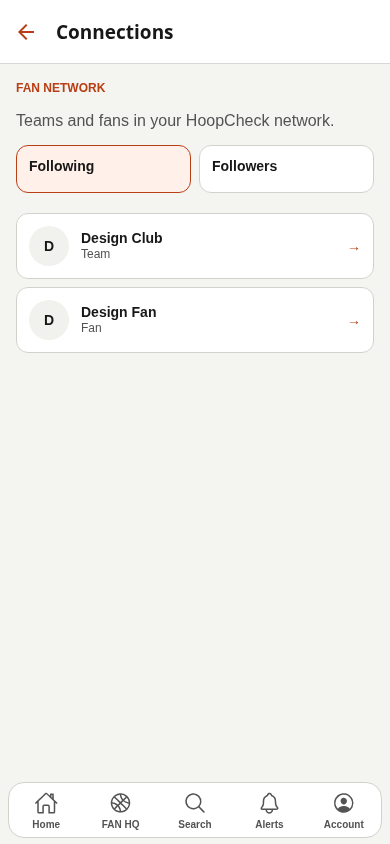 Connections
FAN NETWORK
Teams and fans in your HoopCheck network.
Following
Followers
D
Design Club
Team
→
D
Design Fan
Fan
→
Home
FAN HQ
Search
Alerts
Account